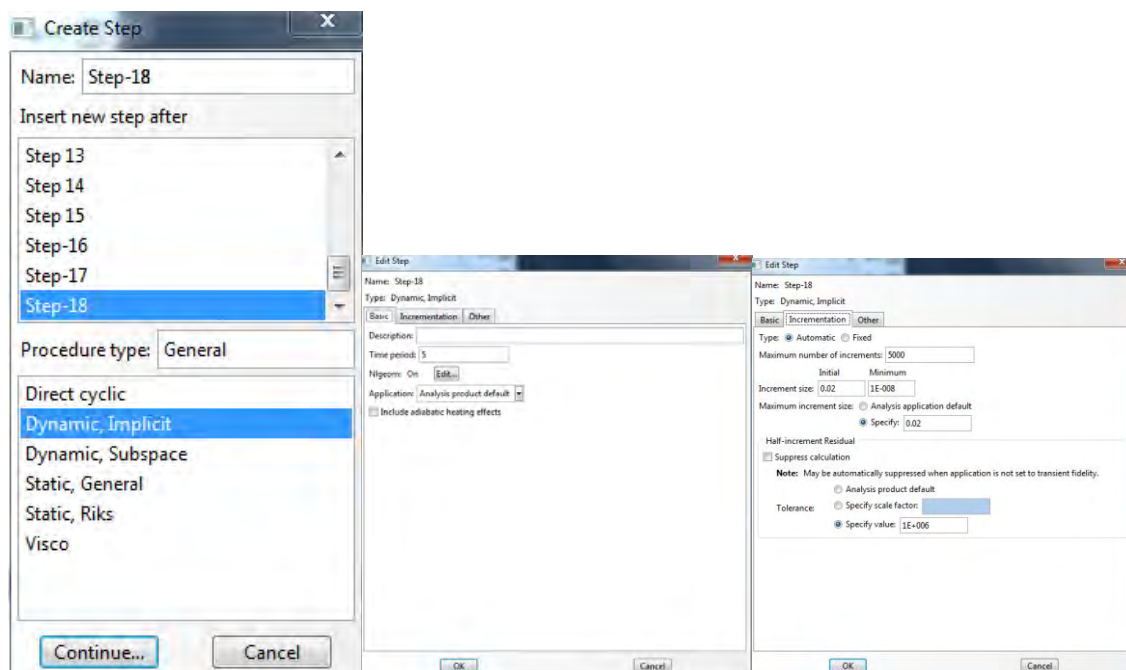 Create Step
X
Name: Step-18
Insert new step after
Step 13
Step 14
Step 15
Step-16
Step-17
Step-18
Procedure type: General
Direct cyclic
Dynamic, Implicit
Dynamic, Subspace
Static, General
Static, Riks
Visco
Continue...
Cancel
Edit Step
Name: Step-18
Type: Dynamic, Implicit
Basic Incrementation Other
Description:
Time period: 5
Nlgeom: On Edit...
Application: Analysis product default
Include adiabatic heating effects
OK
Cancel
Edit Step
Name: Step-18
Type: Dynamic, Implicit
Basic Incrementation Other
Type: Automatic Fixed
Maximum number of increments: 5000
Initial Minimum
Increment size: 0.02 1E-008
Maximum increment size: Analysis application default
Specify: 0.02
Half-increment Residual
Suppress calculation
Note: May be automatically suppressed when application is not set to transient fidelity.
Analysis product default
Tolerance: Specify scale factor:
Specify value: 1E+006
OK
Cancel